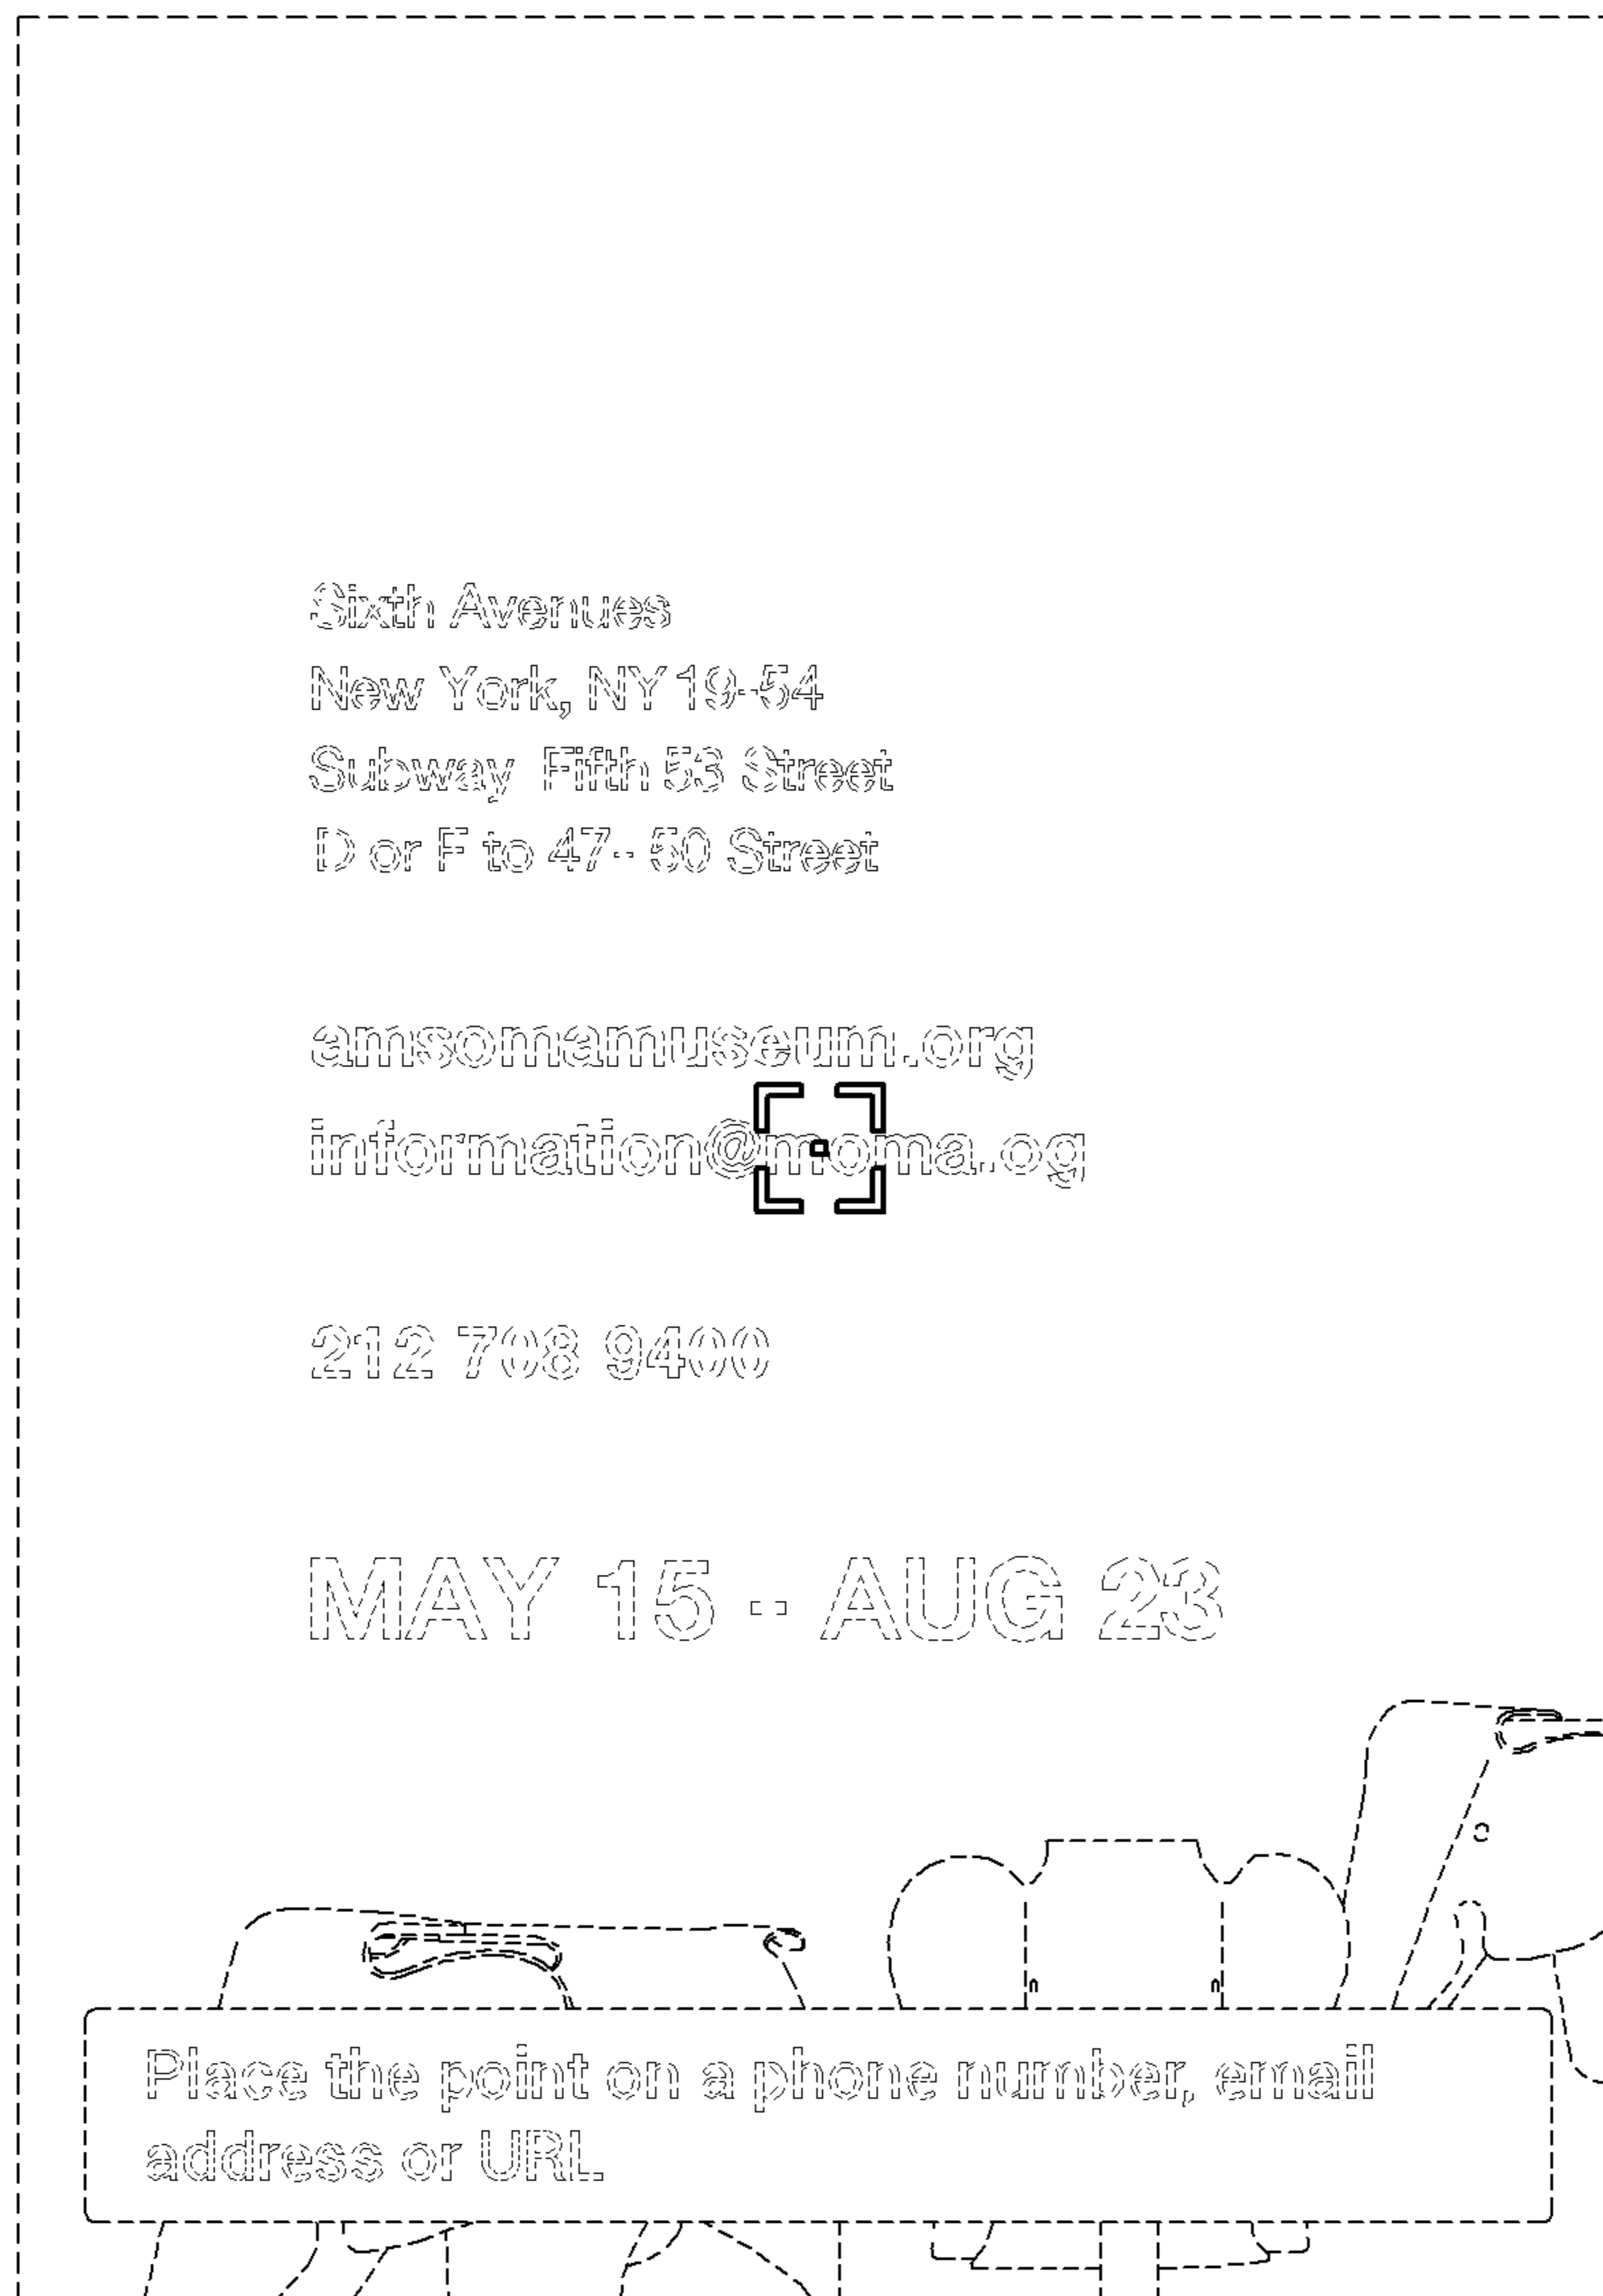 Sixth Avenues
New York, NY 19-54
Subway Fifth 53 Street
D or F to 47-50 Street
amsomamuseum.org
information@moma.og
212 708 9400
MAY 15 - AUG 23
Place the point on a phone number, email
address or URL